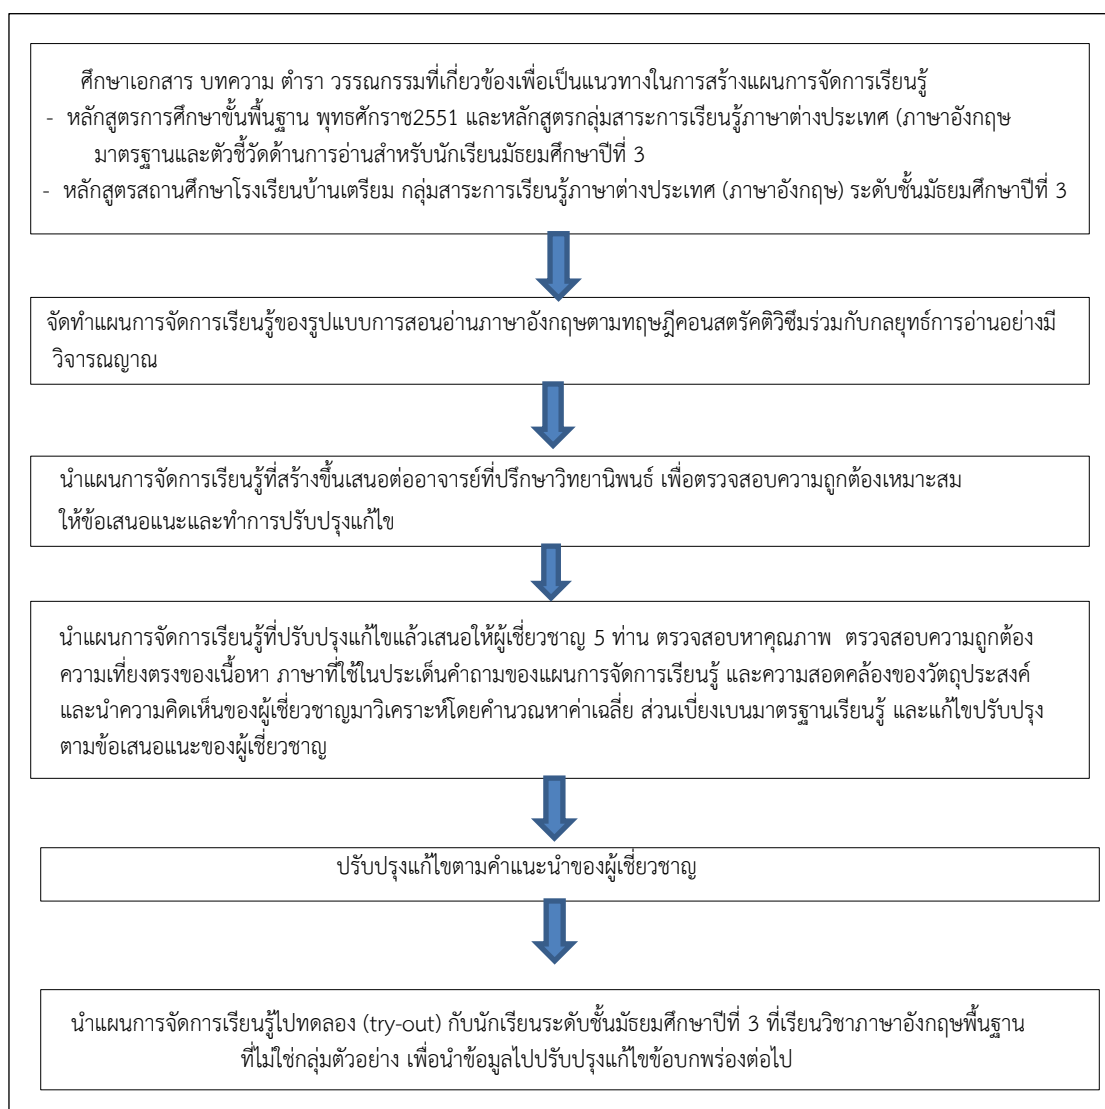 ศึกษาเอกสาร บทความ ตำรา วรรณกรรมที่เกี่ยวข้องเพื่อเป็นแนวทางในการสร้างแผนการจัดการเรียนรู้
- หลักสูตรการศึกษาขั้นพื้นฐาน พุทธศักราช2551 และหลักสูตรกลุ่มสาระการเรียนรู้ภาษาต่างประเทศ (ภาษาอังกฤษ
มาตรฐานและตัวชี้วัดด้านการอ่านสำหรับนักเรียนมัธยมศึกษาปีที่ 3
- หลักสูตรสถานศึกษาโรงเรียนบ้านเตรียม กลุ่มสาระการเรียนรู้ภาษาต่างประเทศ (ภาษาอังกฤษ) ระดับชั้นมัธยมศึกษาปีที่ 3
จัดทำแผนการจัดการเรียนรู้ของรูปแบบการสอนอ่านภาษาอังกฤษตามทฤษฎีคอนสตรัคติวิซึมร่วมกับกลยุทธ์การอ่านอย่างมี
วิจารณญาณ
นำแผนการจัดการเรียนรู้ที่สร้างขึ้นเสนอต่ออาจารย์ที่ปรึกษาวิทยานิพนธ์ เพื่อตรวจสอบความถูกต้องเหมาะสม
ให้ข้อเสนอแนะและทำการปรับปรุงแก้ไข
นำแผนการจัดการเรียนรู้ที่ปรับปรุงแก้ไขแล้วเสนอให้ผู้เชี่ยวชาญ 5 ท่าน ตรวจสอบหาคุณภาพ ตรวจสอบความถูกต้อง
ความเที่ยงตรงของเนื้อหา ภาษาที่ใช้ในประเด็นคำถามของแผนการจัดการเรียนรู้ และความสอดคล้องของวัตถุประสงค์
และนำความคิดเห็นของผู้เชี่ยวชาญมาวิเคราะห์โดยคำนวณหาค่าเฉลี่ย ส่วนเบี่ยงเบนมาตรฐานเรียนรู้ และแก้ไขปรับปรุง
ตามข้อเสนอแนะของผู้เชี่ยวชาญ
ปรับปรุงแก้ไขตามคำแนะนำของผู้เชี่ยวชาญ
นำแผนการจัดการเรียนรู้ไปทดลอง (try-out) กับนักเรียนระดับชั้นมัธยมศึกษาปีที่ 3 ที่เรียนวิชาภาษาอังกฤษพื้นฐาน
ที่ไม่ใช่กลุ่มตัวอย่าง เพื่อนำข้อมูลไปปรับปรุงแก้ไขข้อบกพร่องต่อไป